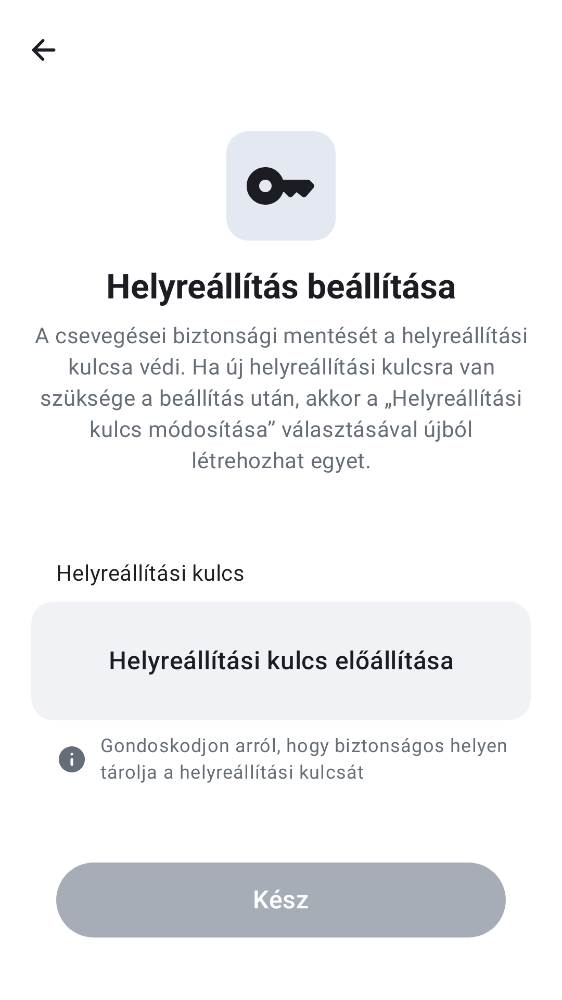 Helyreállítás beállítása
A csevegései biztonsági mentését a helyreállítási
kulcsa védi. Ha új helyreállítási kulcsra van
szüksége a beállítás után, akkor a „Helyreállítási
kulcs módosítása” választásával újból
létrehozhat egyet.
Helyreállítási kulcs
Helyreállítási kulcs előállítása
Gondoskodjon arról, hogy biztonságos helyen
tárolja a helyreállítási kulcsát
Kész